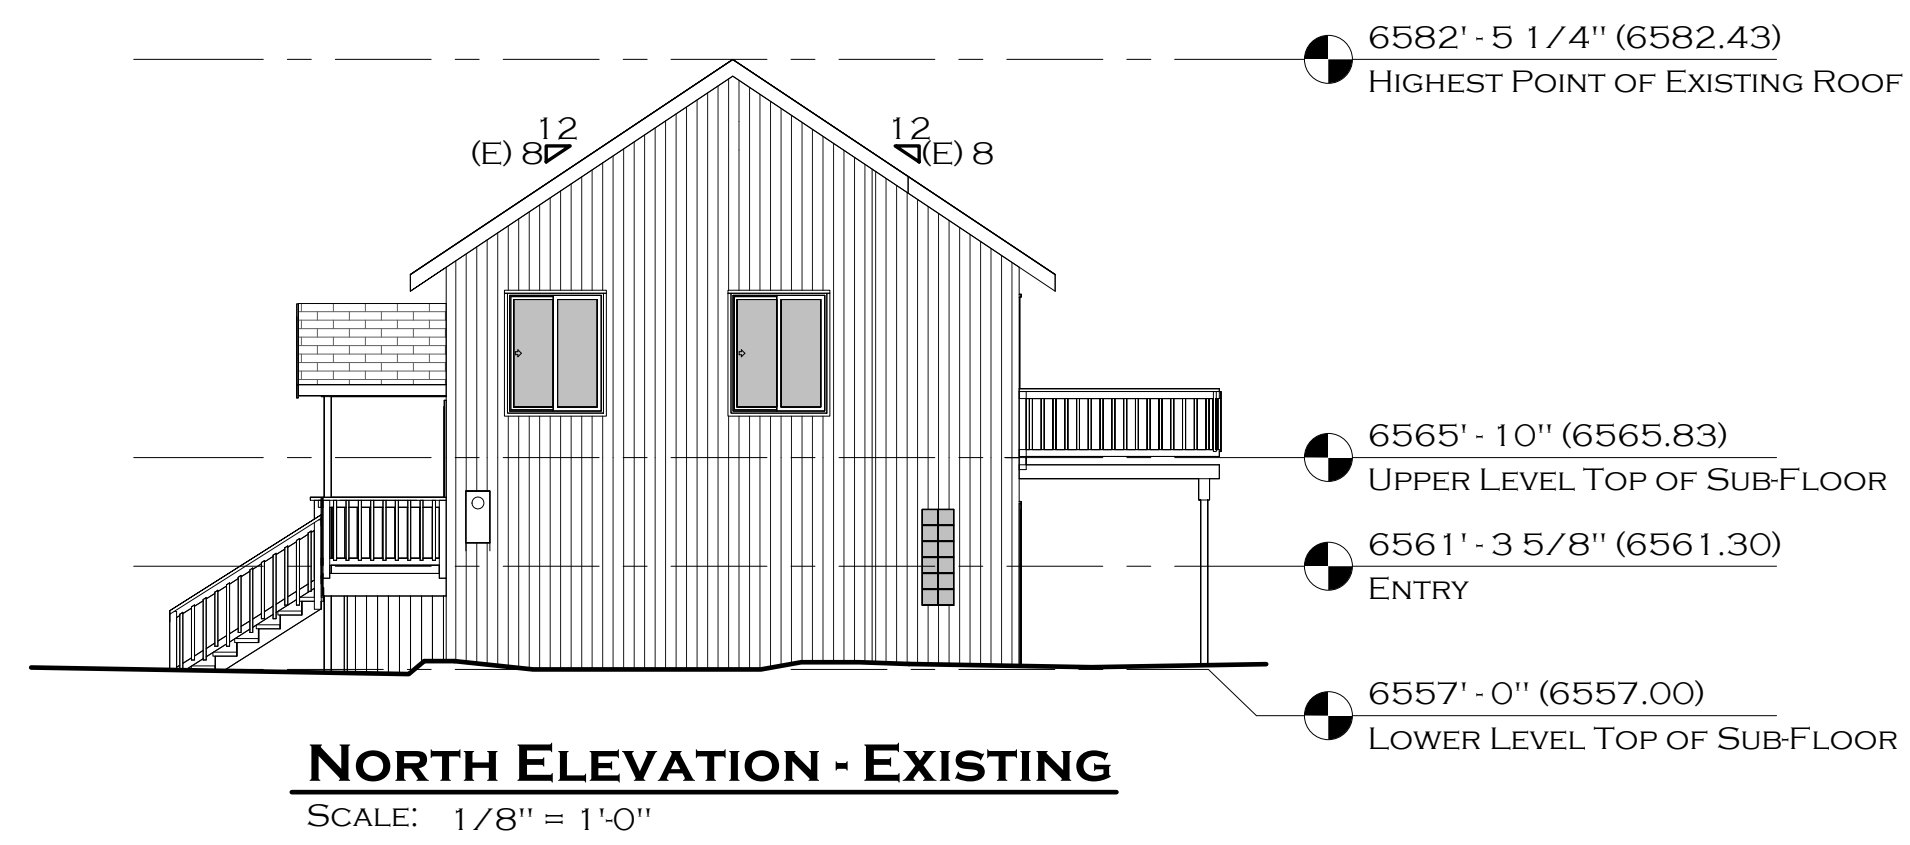 6582' - 5 1/4" (6582.43)
Highest Point of Existing Roof
12
(E) 8
12
(E) 8
6565' - 10" (6565.83)
Upper Level Top of Sub-Floor
6561' - 3 5/8" (6561.30)
Entry
6557' - 0" (6557.00)
Lower Level Top of Sub-Floor
North Elevation - Existing
Scale: 1/8" = 1'-0"